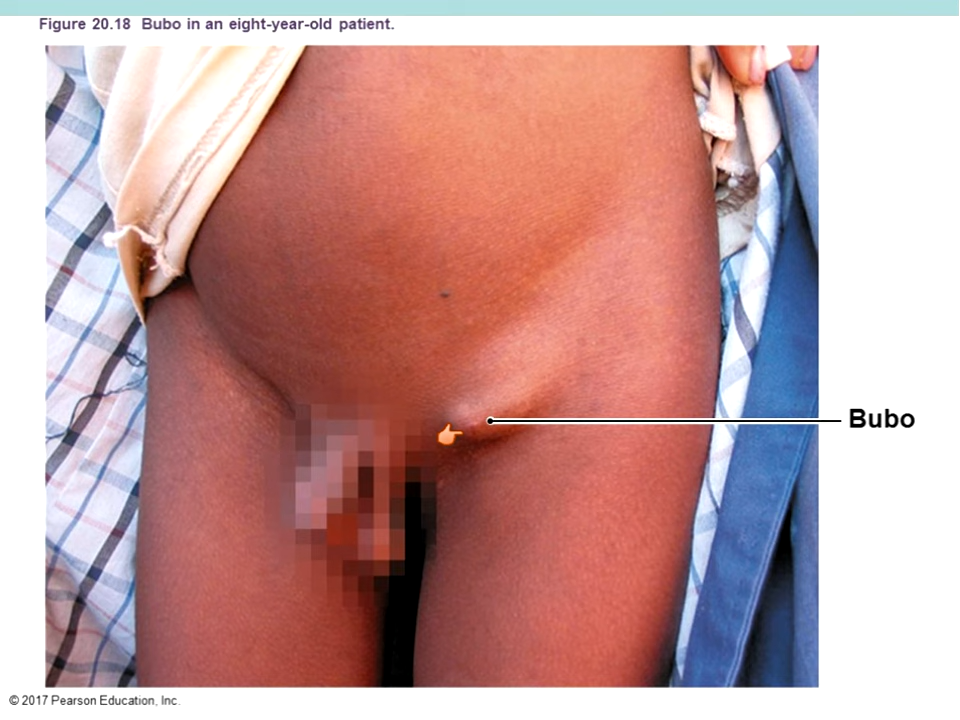 Figure 20.18 Bubo in an eight-year-old patient.
Bubo
© 2017 Pearson Education, Inc.